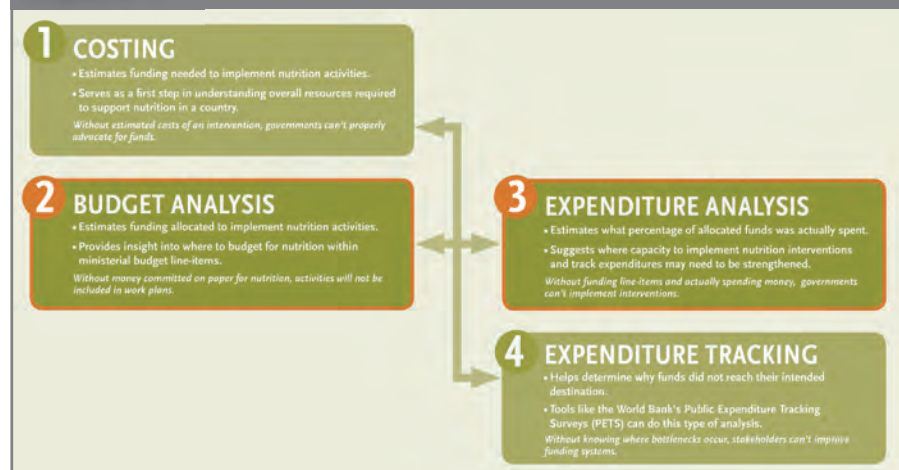 1
COSTING
• Estimates funding needed to implement nutrition activities.
• Serves as a first step in understanding overall resources required
to support nutrition in a country.
Without estimated costs of an intervention, governments can't properly
advocate for funds.
2
BUDGET ANALYSIS
• Estimates funding allocated to implement nutrition activities.
• Provides insight into where to budget for nutrition within
ministerial budget line-items.
Without money committed on paper for nutrition, activities will not be
included in work plans.
3
EXPENDITURE ANALYSIS
• Estimates what percentage of allocated funds was actually spent.
• Suggests where capacity to implement nutrition interventions
and track expenditures may need to be strengthened.
Without funding line-items and actually spending money, governments
can't implement interventions.
4
EXPENDITURE TRACKING
• Helps determine why funds did not reach their intended
destination.
• Tools like the World Bank's Public Expenditure Tracking
Surveys (PETS) can do this type of analysis.
Without knowing where bottlenecks occur, stakeholders can't improve
funding systems.